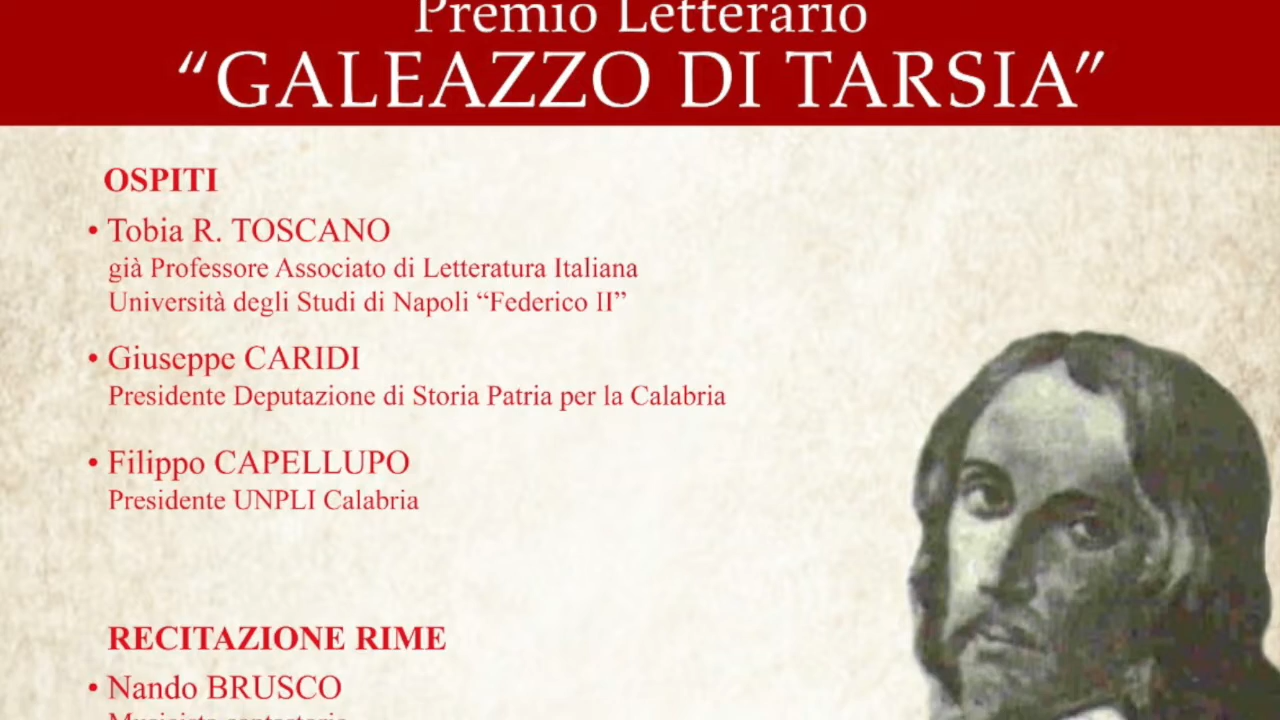 Premio Letterario
“GALEAZZO DI TARSIA”
OSPITI
• Tobia R. TOSCANO
già Professore Associato di Letteratura Italiana
Università degli Studi di Napoli “Federico II”
• Giuseppe CARIDI
Presidente Deputazione di Storia Patria per la Calabria
• Filippo CAPELLUPO
Presidente UNPLI Calabria
RECITAZIONE RIME
• Nando BRUSCO